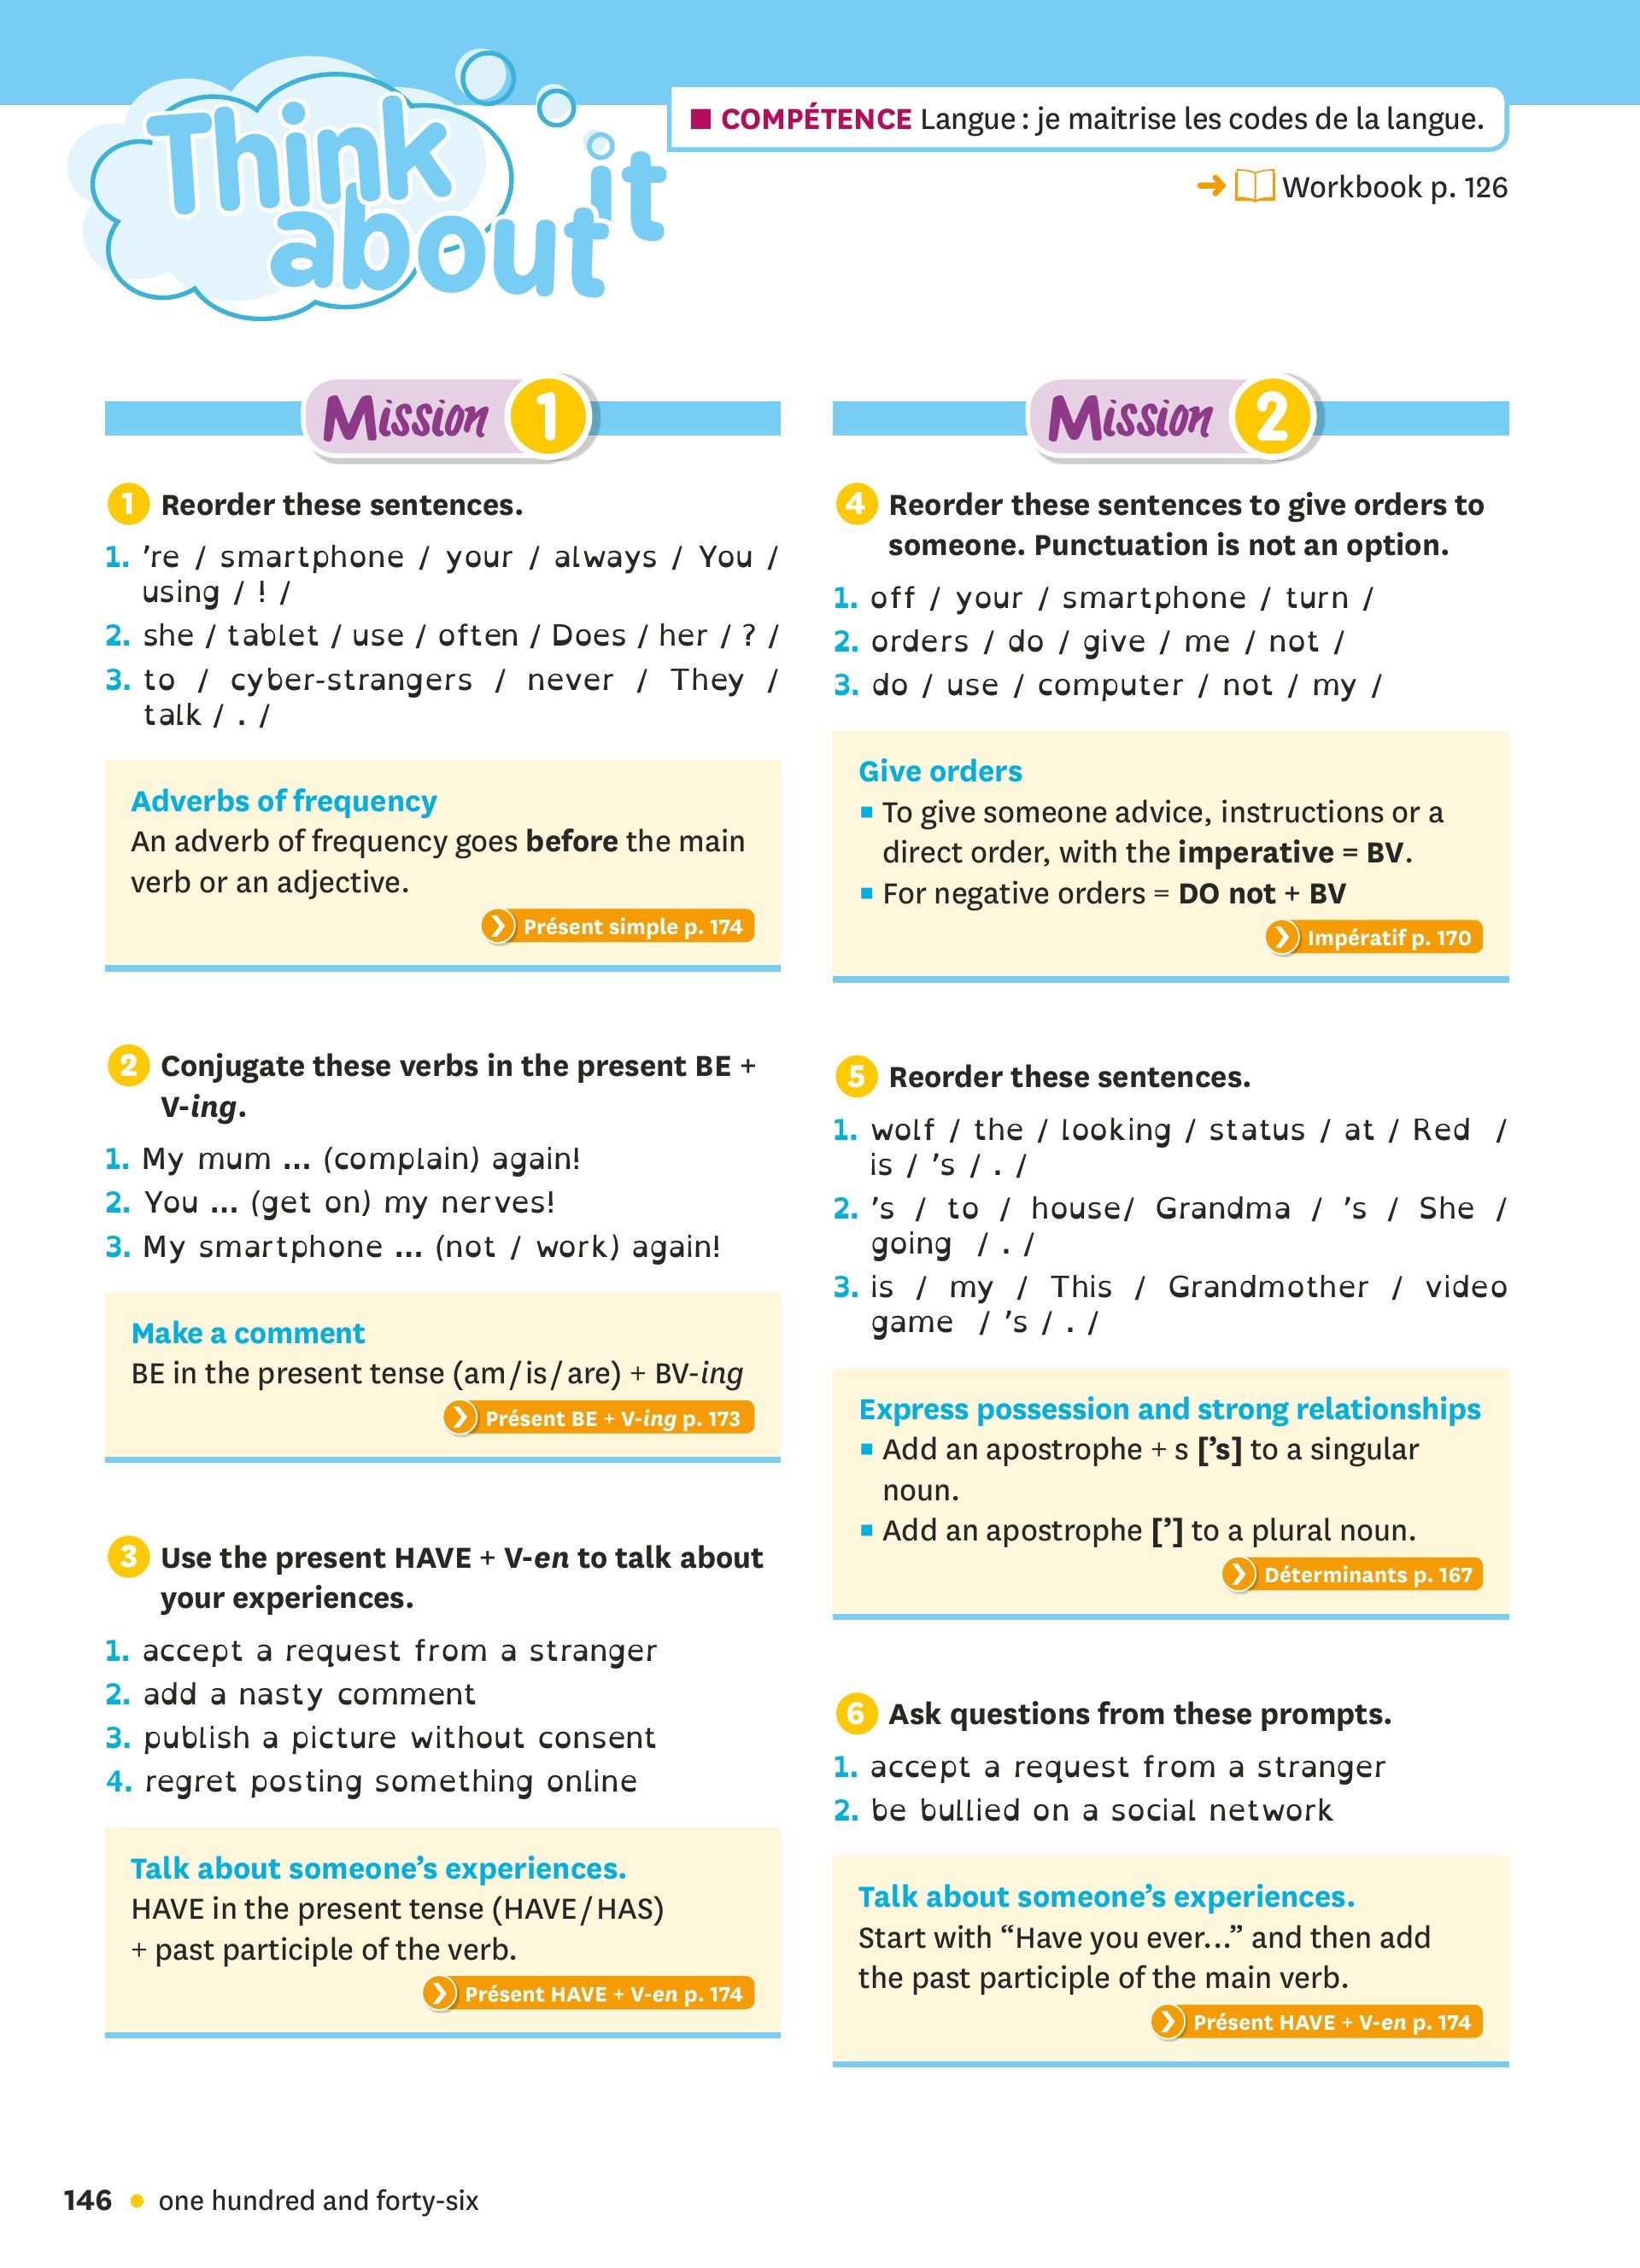 Think
about it
■ COMPÉTENCE Langue : je maitrise les codes de la langue.
➜ Workbook p. 126
Mission 1
1 Reorder these sentences.
1. ’re / smartphone / your / always / You /
using / ! /
2. she / tablet / use / often / Does / her / ? /
3. to / cyber-strangers / never / They /
talk / . /
Adverbs of frequency
An adverb of frequency goes before the main
verb or an adjective.
❯ Présent simple p. 174
2 Conjugate these verbs in the present BE +
V-ing.
1. My mum ... (complain) again!
2. You ... (get on) my nerves!
3. My smartphone ... (not / work) again!
Make a comment
BE in the present tense (am / is / are) + BV-ing
❯ Présent BE + V-ing p. 173
3 Use the present HAVE + V-en to talk about
your experiences.
1. accept a request from a stranger
2. add a nasty comment
3. publish a picture without consent
4. regret posting something online
Talk about someone’s experiences.
HAVE in the present tense (HAVE / HAS)
+ past participle of the verb.
❯ Présent HAVE + V-en p. 174
Mission 2
4 Reorder these sentences to give orders to
someone. Punctuation is not an option.
1. off / your / smartphone / turn /
2. orders / do / give / me / not /
3. do / use / computer / not / my /
Give orders
▪ To give someone advice, instructions or a
direct order, with the imperative = BV.
▪ For negative orders = DO not + BV
❯ Impératif p. 170
5 Reorder these sentences.
1. wolf / the / looking / status / at / Red /
is / ’s / . /
2. ’s / to / house/ Grandma / ’s / She /
going / . /
3. is / my / This / Grandmother / video
game / ’s / . /
Express possession and strong relationships
▪ Add an apostrophe + s [’s] to a singular
noun.
▪ Add an apostrophe [’] to a plural noun.
❯ Déterminants p. 167
6 Ask questions from these prompts.
1. accept a request from a stranger
2. be bullied on a social network
Talk about someone’s experiences.
Start with “Have you ever...” and then add
the past participle of the main verb.
❯ Présent HAVE + V-en p. 174
146 • one hundred and forty-six